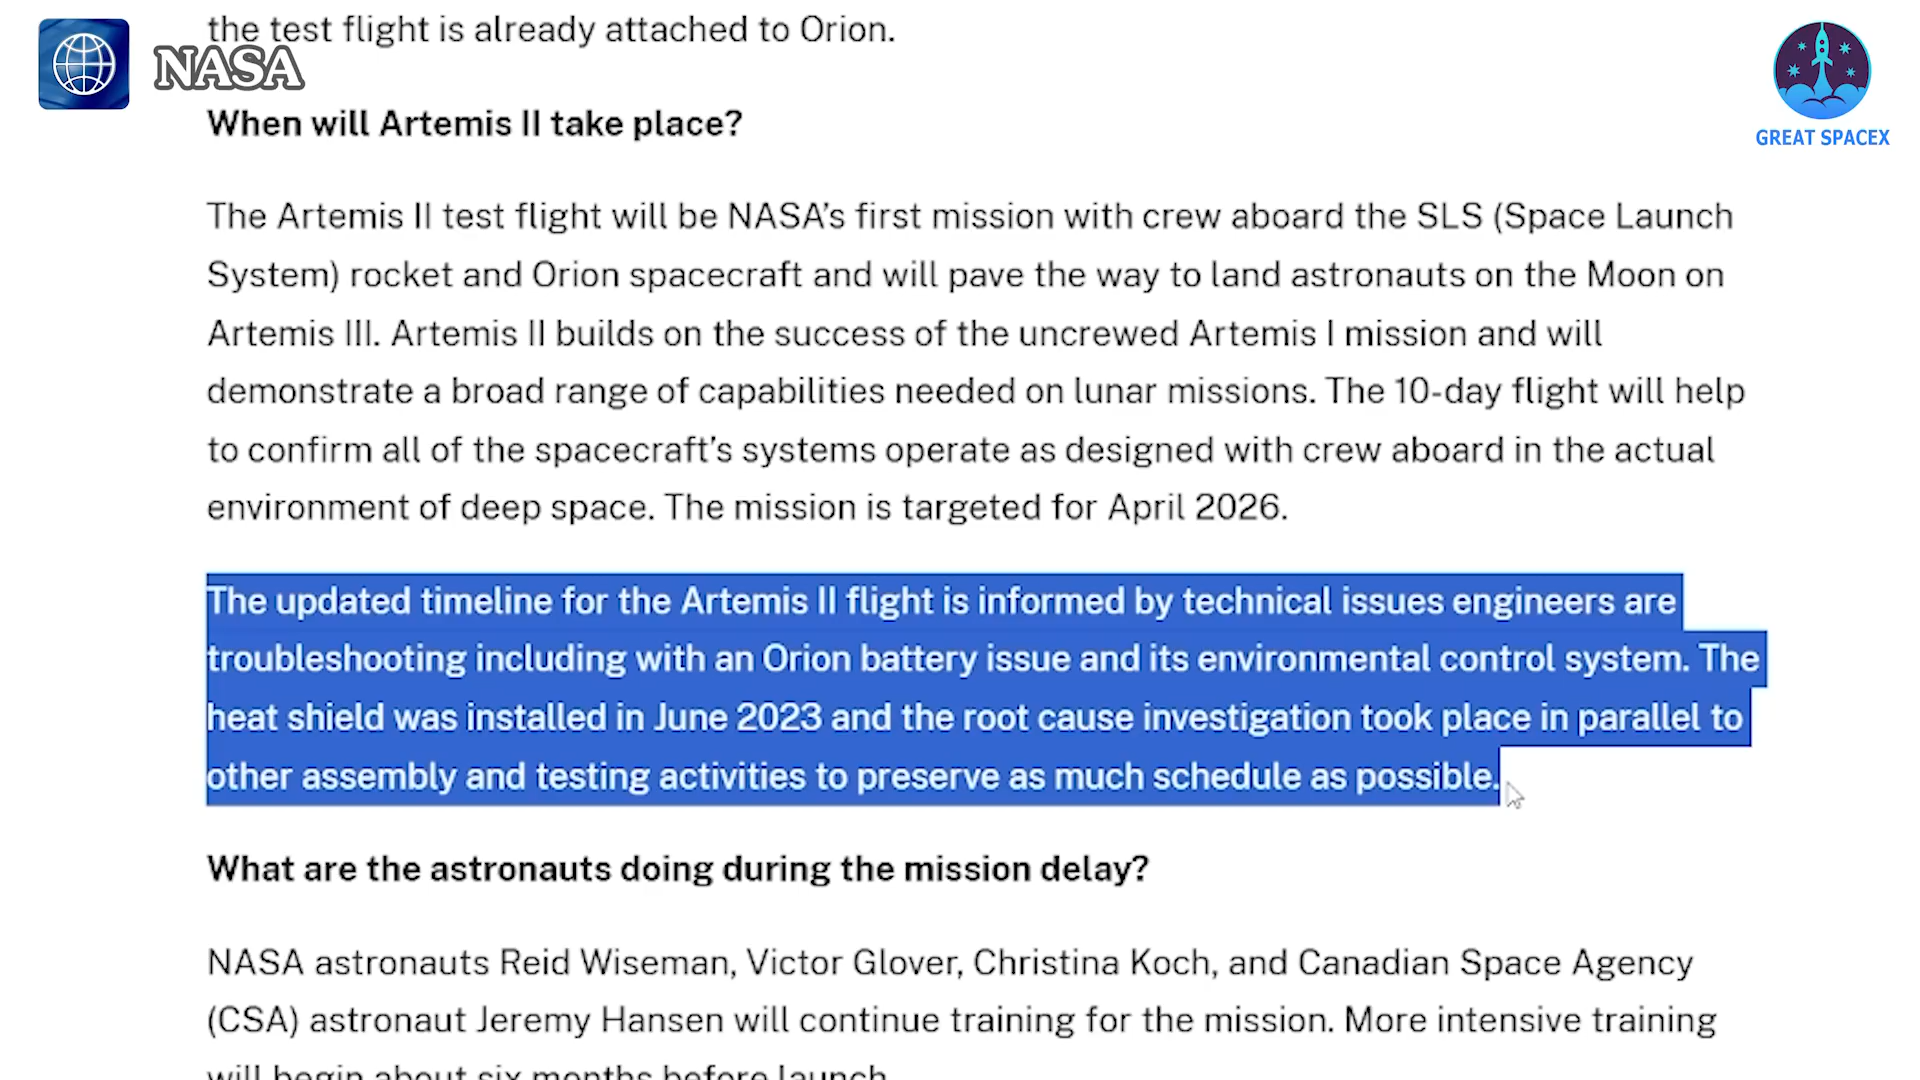 the test flight is already attached to Orion.
NASA
GREAT SPACEX
When will Artemis II take place?
The Artemis II test flight will be NASA’s first mission with crew aboard the SLS (Space Launch
System) rocket and Orion spacecraft and will pave the way to land astronauts on the Moon on
Artemis III. Artemis II builds on the success of the uncrewed Artemis I mission and will
demonstrate a broad range of capabilities needed on lunar missions. The 10-day flight will help
to confirm all of the spacecraft’s systems operate as designed with crew aboard in the actual
environment of deep space. The mission is targeted for April 2026.
The updated timeline for the Artemis II flight is informed by technical issues engineers are
troubleshooting including with an Orion battery issue and its environmental control system. The
heat shield was installed in June 2023 and the root cause investigation took place in parallel to
other assembly and testing activities to preserve as much schedule as possible.
What are the astronauts doing during the mission delay?
NASA astronauts Reid Wiseman, Victor Glover, Christina Koch, and Canadian Space Agency
(CSA) astronaut Jeremy Hansen will continue training for the mission. More intensive training
will begin about six months before launch.